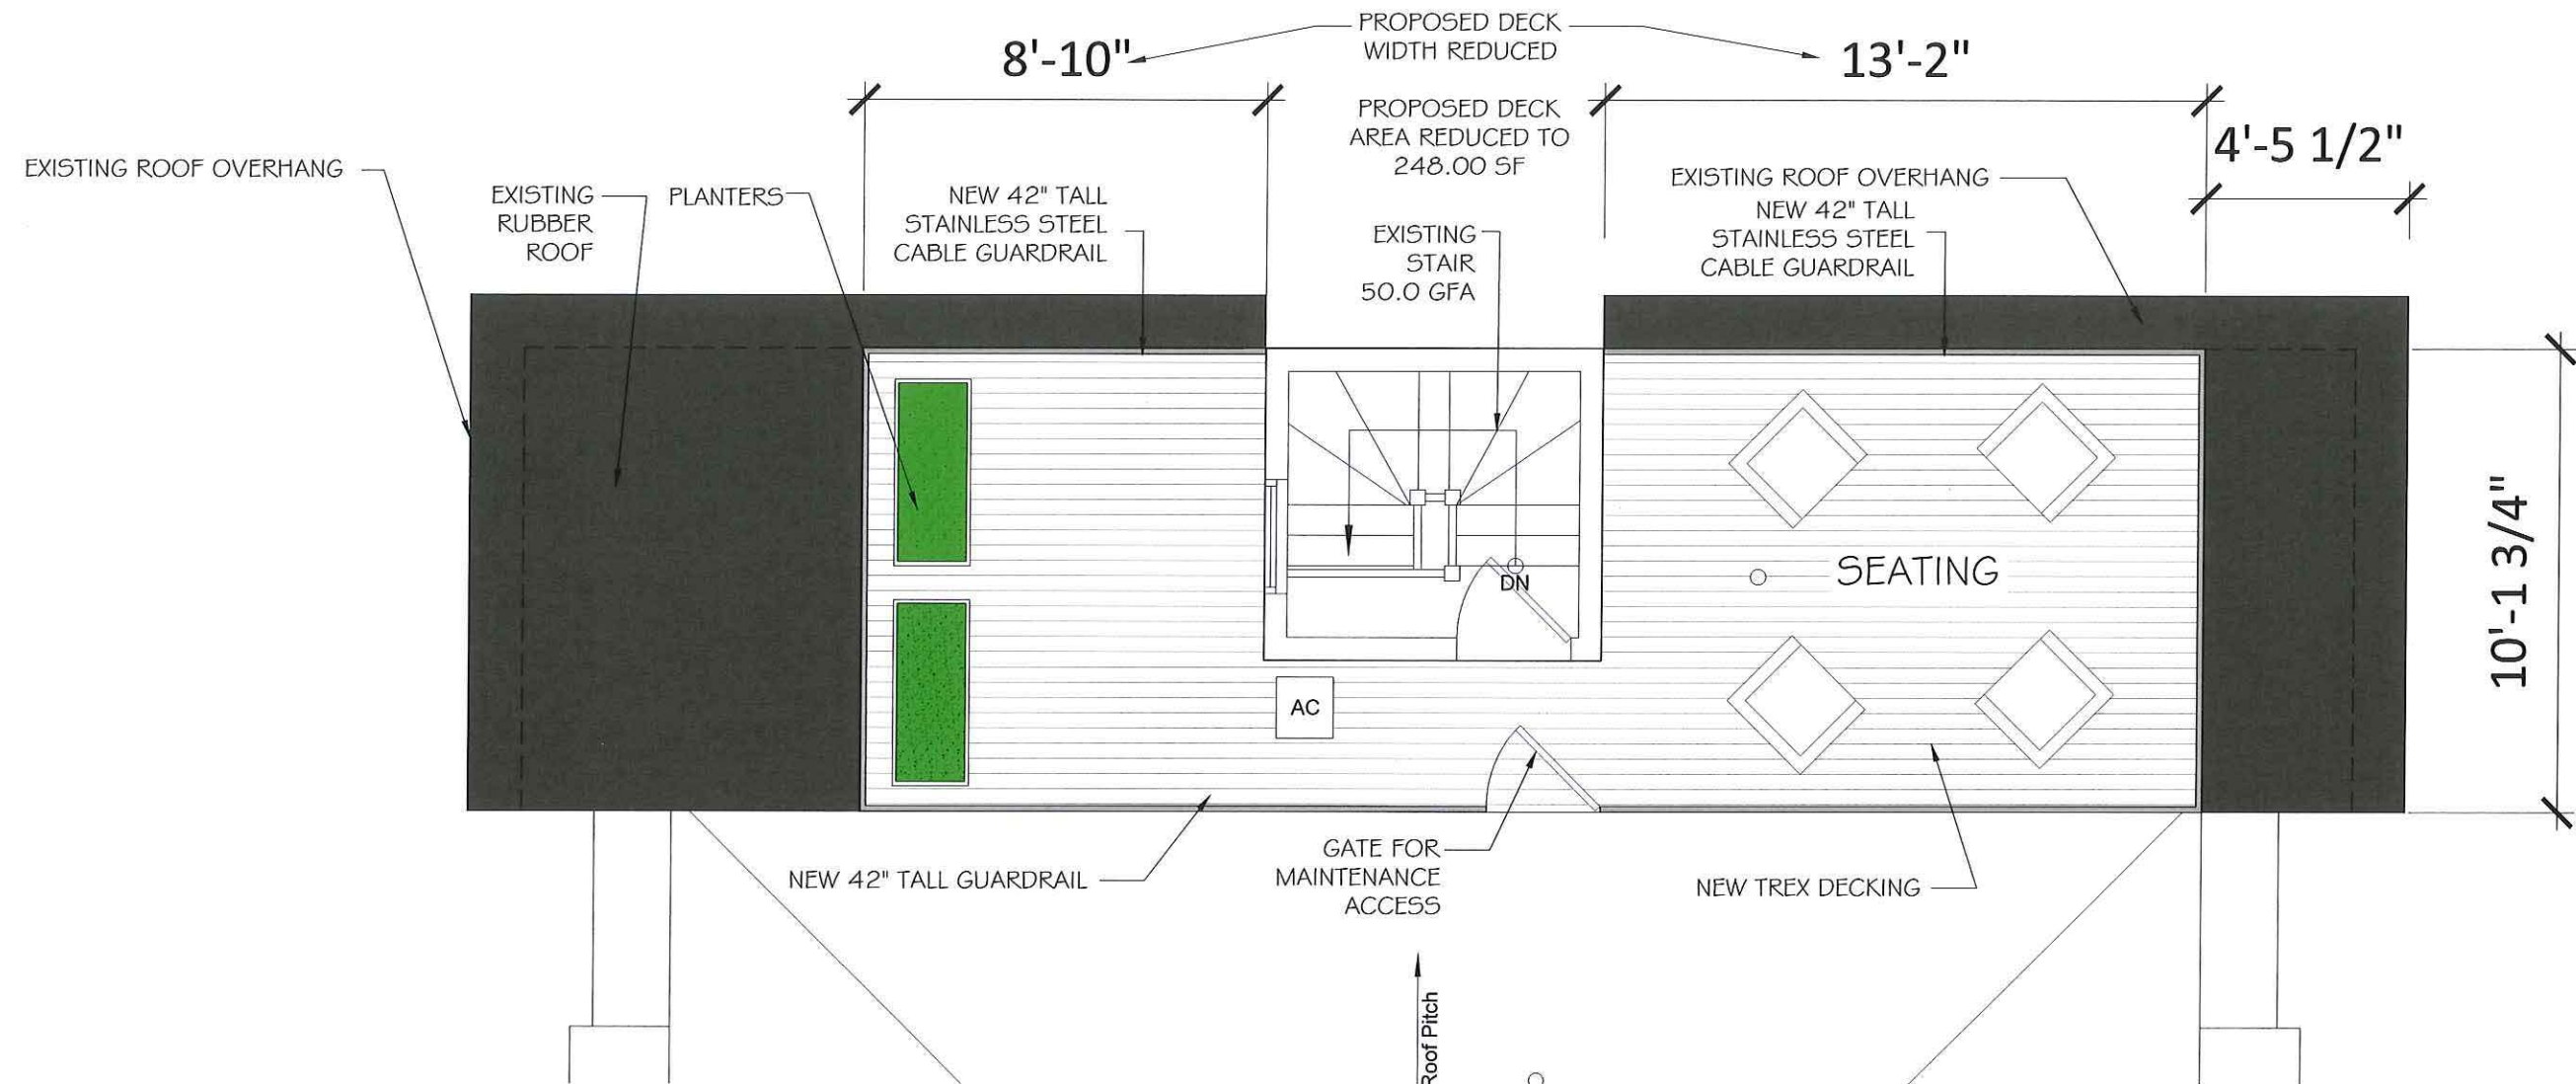 PROPOSED DECK
WIDTH REDUCED
8'-10"
13'-2"
PROPOSED DECK
AREA REDUCED TO
248.00 SF
4'-5 1/2"
EXISTING ROOF OVERHANG
EXISTING
RUBBER
ROOF
PLANTERS
NEW 42" TALL
STAINLESS STEEL
CABLE GUARDRAIL
EXISTING
STAIR
50.0 GFA
EXISTING ROOF OVERHANG
NEW 42" TALL
STAINLESS STEEL
CABLE GUARDRAIL
10'-1 3/4"
SEATING
DN
AC
NEW 42" TALL GUARDRAIL
GATE FOR
MAINTENANCE
ACCESS
NEW TREX DECKING
Roof Pitch